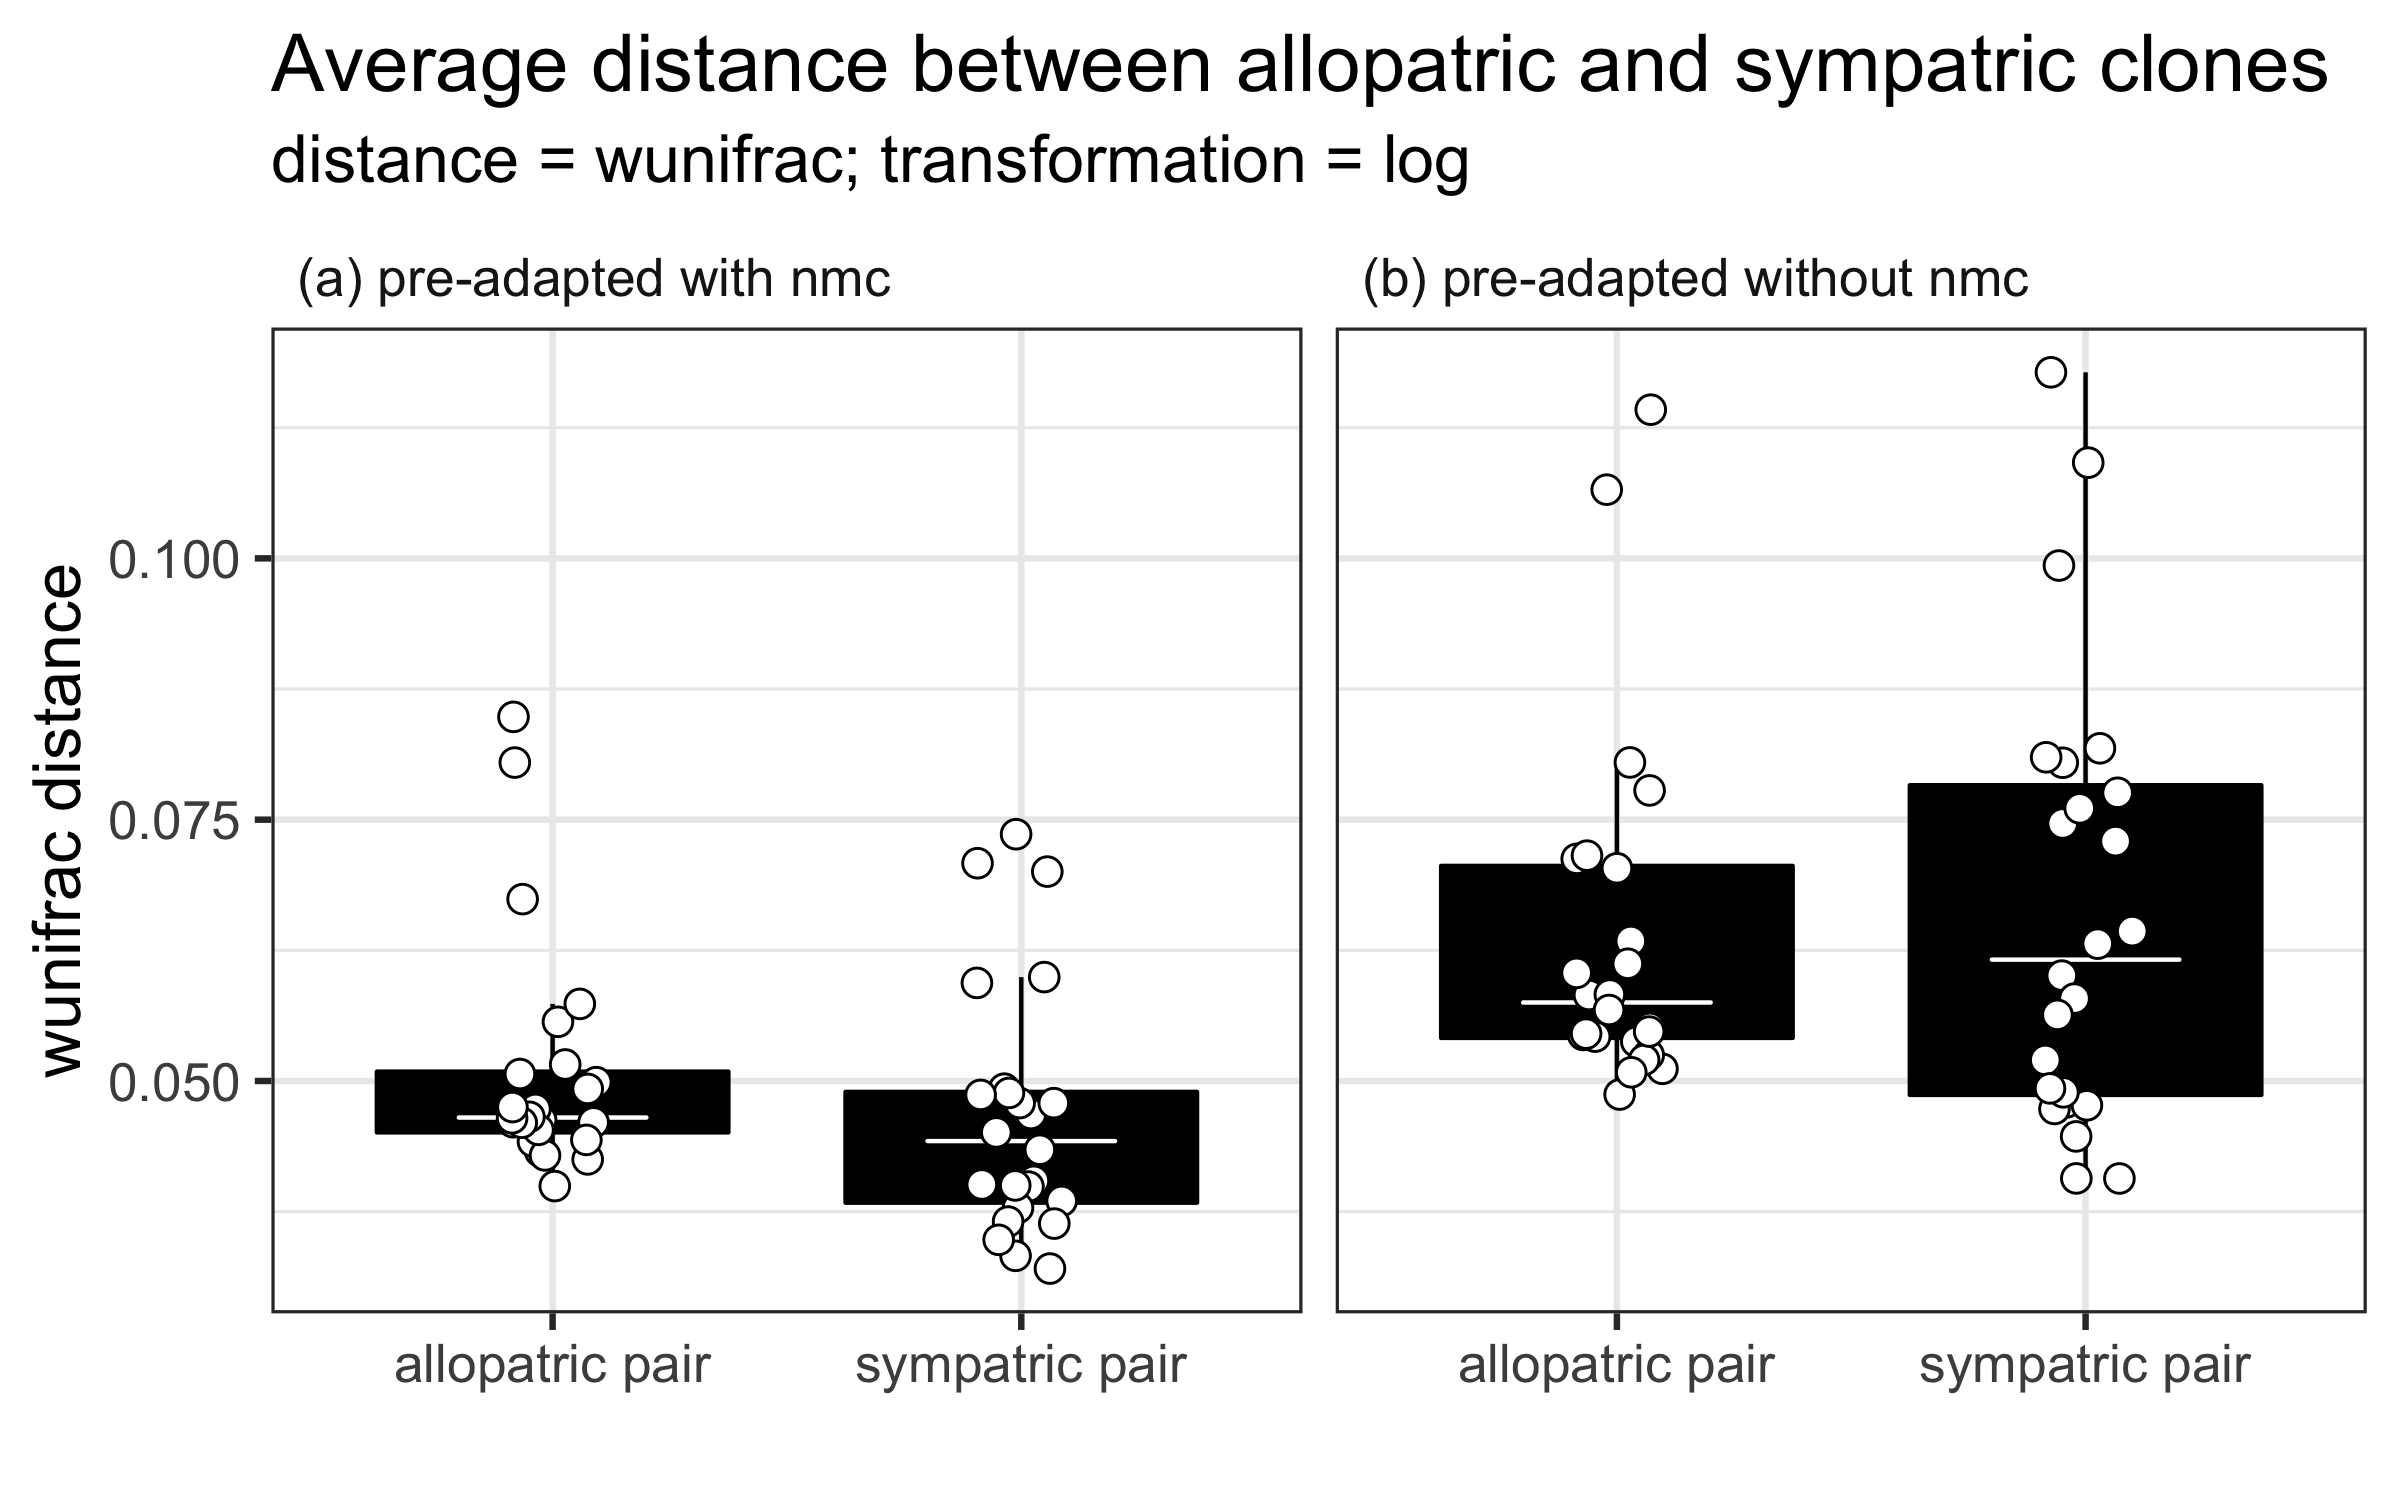 Average distance between allopatric and sympatric clones
distance = wunifrac; transformation = log
(a) pre-adapted with nmc
(b) pre-adapted without nmc
wunifrac distance
0.100
0.075
0.050
allopatric pair
sympatric pair
allopatric pair
sympatric pair